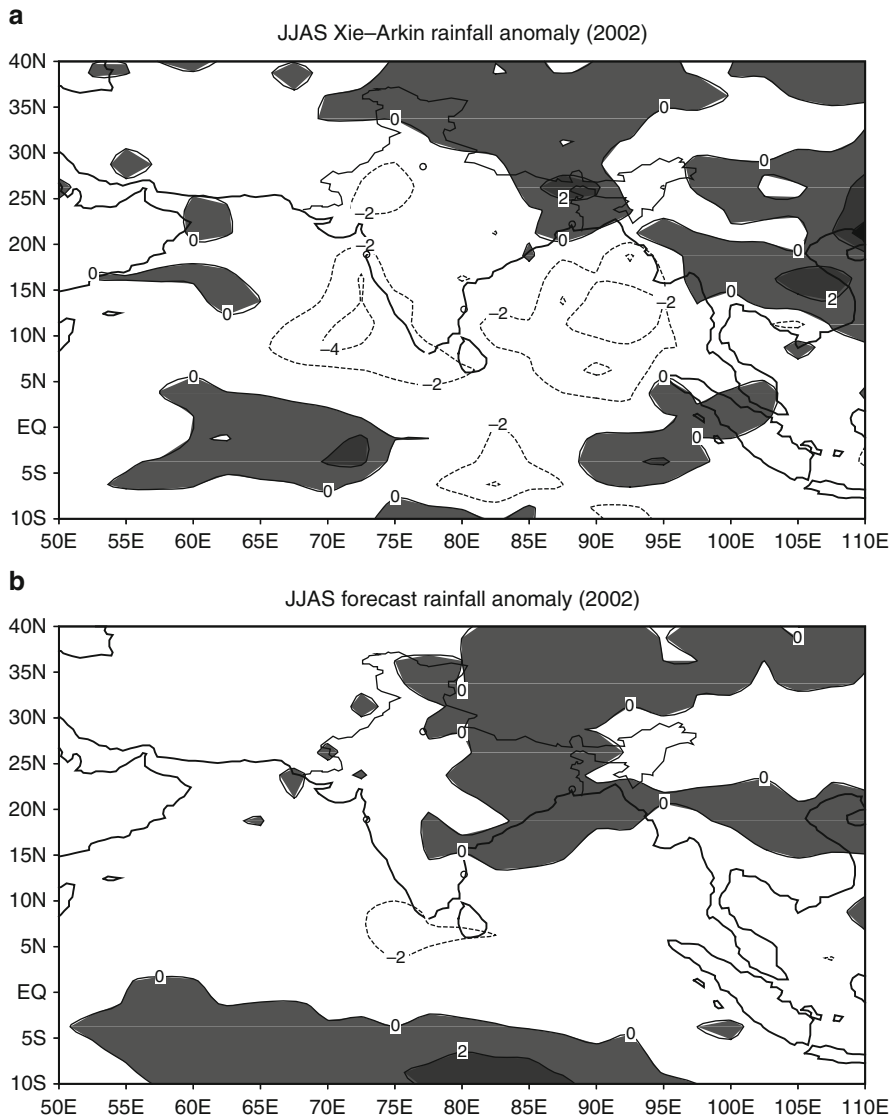 a
JJAS Xie–Arkin rainfall anomaly (2002)
40N
35N
30N
25N
20N
15N
10N
5N
EQ
5S
10S
0
0
0
–2
2
0
–2
0
0
0
0
0
0
–2
–2
2
–4
–2
0
0
–2
0
0
0
50E 55E 60E 65E 70E 75E 80E 85E 90E 95E 100E 105E 110E
b
JJAS forecast rainfall anomaly (2002)
40N
35N
30N
25N
20N
15N
10N
5N
EQ
5S
10S
0
0
0
0
0
0
0
–2
0
0
0
2
50E 55E 60E 65E 70E 75E 80E 85E 90E 95E 100E 105E 110E